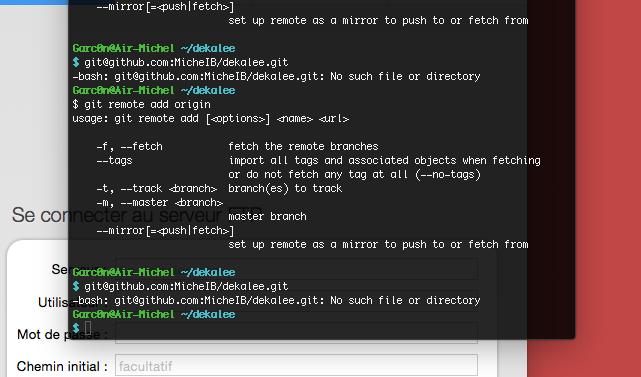 --mirror[=<push|fetch>]
set up remote as a mirror to push to or fetch from
Garc0n@Air-Michel ~/dekalee
$ git@github.com:MicheIB/dekalee.git
-bash: git@github.com:MicheIB/dekalee.git: No such file or directory
Garc0n@Air-Michel ~/dekalee
$ git remote add origin
usage: git remote add [<options>] <name> <url>
-f, --fetch fetch the remote branches
--tags import all tags and associated objects when fetching
or do not fetch any tag at all (--no-tags)
-t, --track <branch> branch(es) to track
-m, --master <branch>
master branch
--mirror[=<push|fetch>]
set up remote as a mirror to push to or fetch from
Garc0n@Air-Michel ~/dekalee
$ git@github.com:MicheIB/dekalee.git
-bash: git@github.com:MicheIB/dekalee.git: No such file or directory
Garc0n@Air-Michel ~/dekalee
$
Se connecter au serveur FTP
Se
Utilis
Mot de passe :
Chemin initial : facultatif